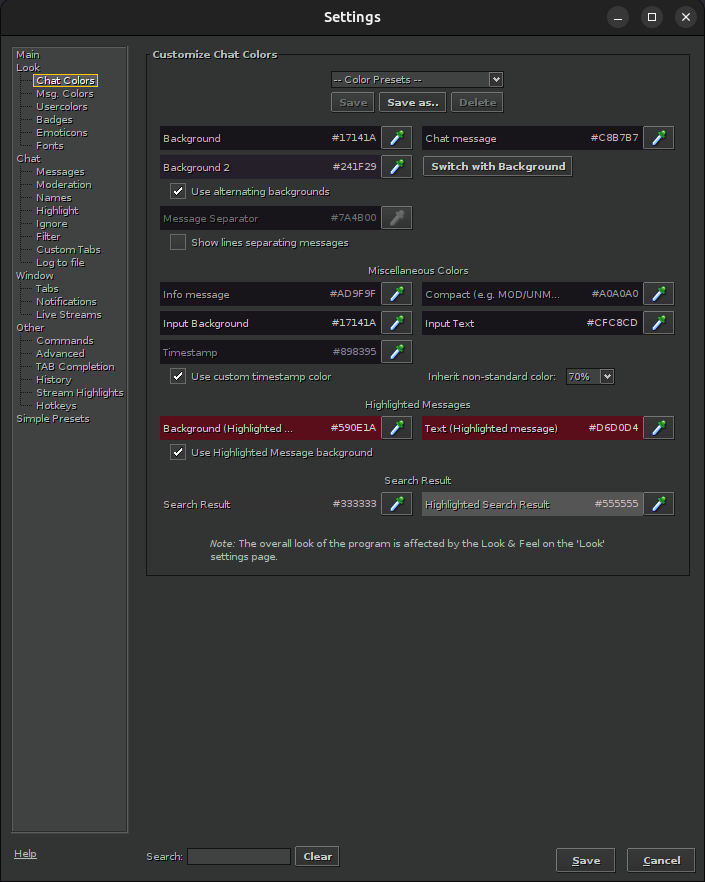 Settings
Main
Look
Chat Colors
Msg. Colors
Usercolors
Badges
Emoticons
Fonts
Chat
Messages
Moderation
Names
Highlight
Ignore
Filter
Custom Tabs
Log to file
Window
Tabs
Notifications
Live Streams
Other
Commands
Advanced
TAB Completion
History
Stream Highlights
Hotkeys
Simple Presets
Customize Chat Colors
-- Color Presets --
Save Save as.. Delete
Background #17141A Chat message #C8B7B7
Background 2 #241F29 Switch with Background
Use alternating backgrounds
Message Separator #7A4B00
Show lines separating messages
Miscellaneous Colors
Info message #AD9F9F Compact (e.g. MOD/UNM... #A0A0A0
Input Background #17141A Input Text #CFC8CD
Timestamp #898395
Use custom timestamp color Inherit non-standard color: 70%
Highlighted Messages
Background (Highlighted ... #590E1A Text (Highlighted message) #D6D0D4
Use Highlighted Message background
Search Result
Search Result #333333 Highlighted Search Result #555555
Note: The overall look of the program is affected by the Look & Feel on the 'Look'
settings page.
Help
Search: Clear
Save Cancel